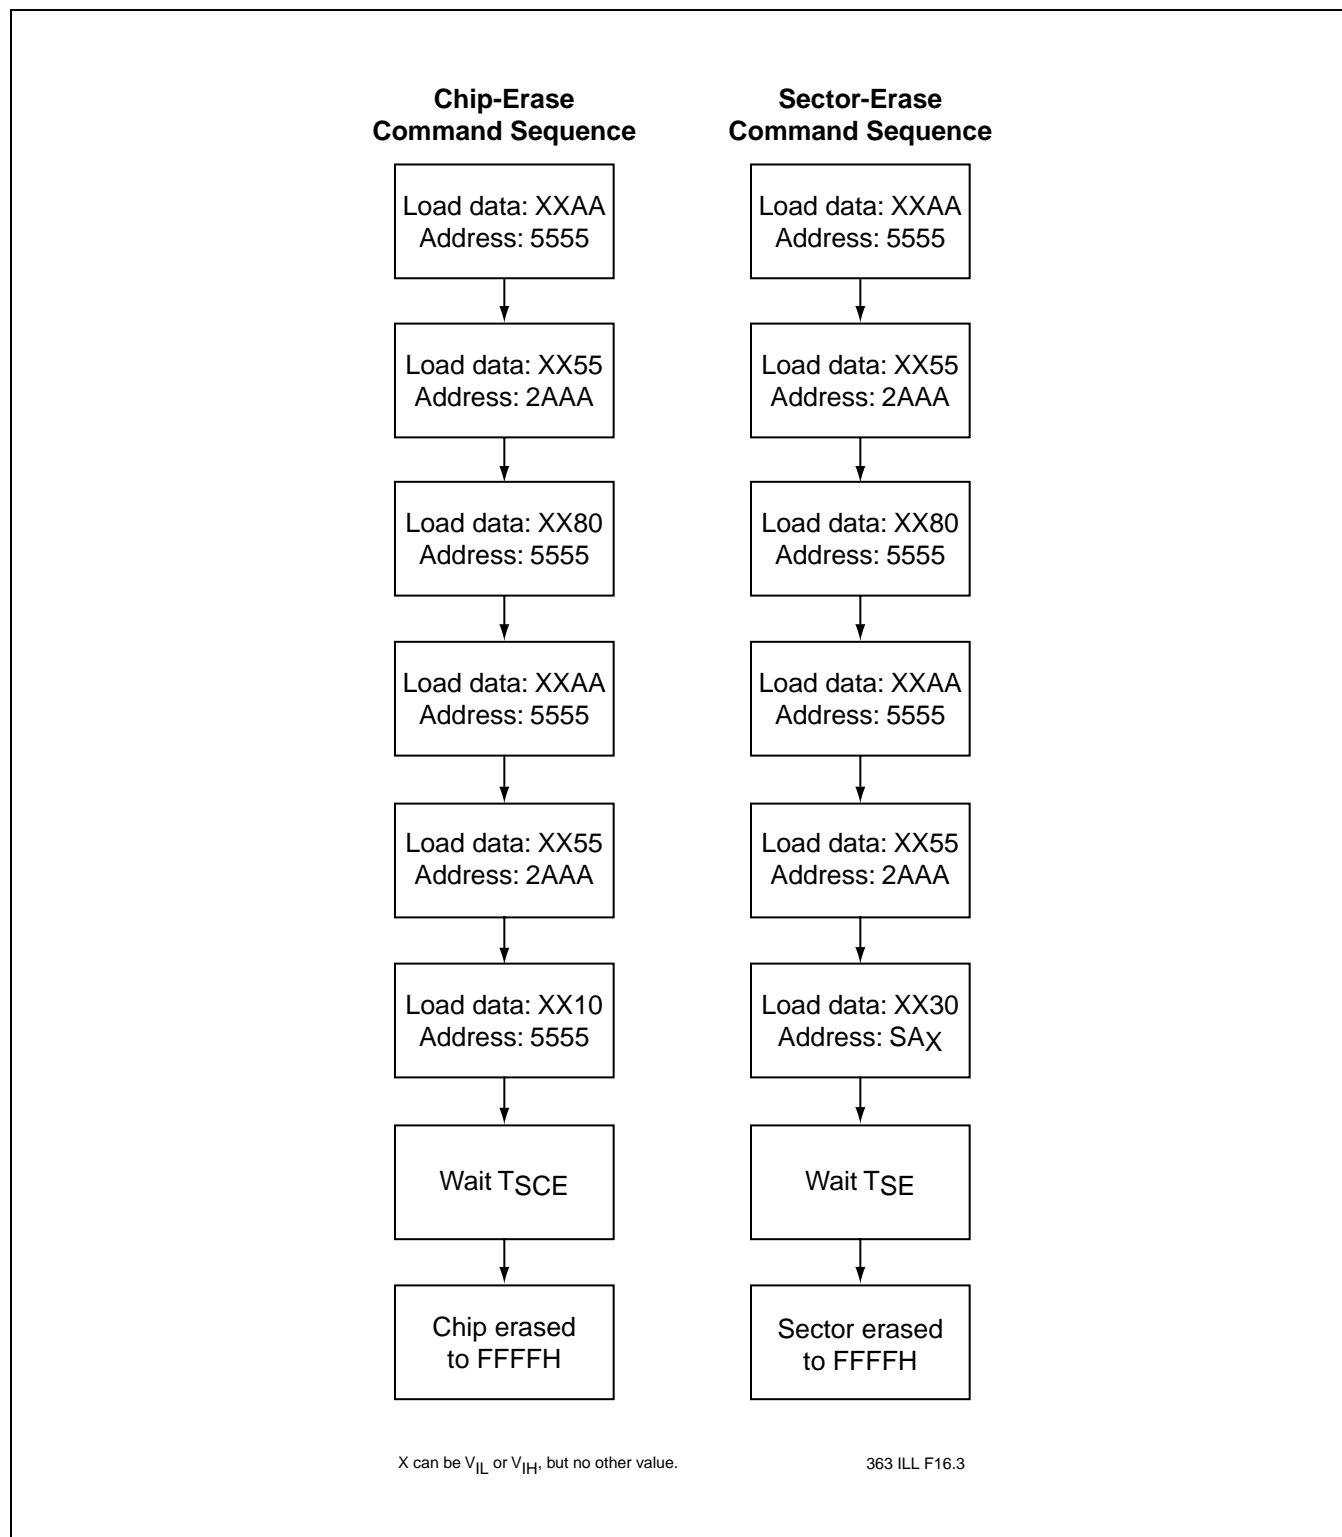 Chip-Erase
Command Sequence
Load data: XXAA
Address: 5555
Load data: XX55
Address: 2AAA
Load data: XX80
Address: 5555
Load data: XXAA
Address: 5555
Load data: XX55
Address: 2AAA
Load data: XX10
Address: 5555
Wait TSCE
Chip erased
to FFFFH
Sector-Erase
Command Sequence
Load data: XXAA
Address: 5555
Load data: XX55
Address: 2AAA
Load data: XX80
Address: 5555
Load data: XXAA
Address: 5555
Load data: XX55
Address: 2AAA
Load data: XX30
Address: SAX
Wait TSE
Sector erased
to FFFFH
X can be VIL or VIH, but no other value.
363 ILL F16.3